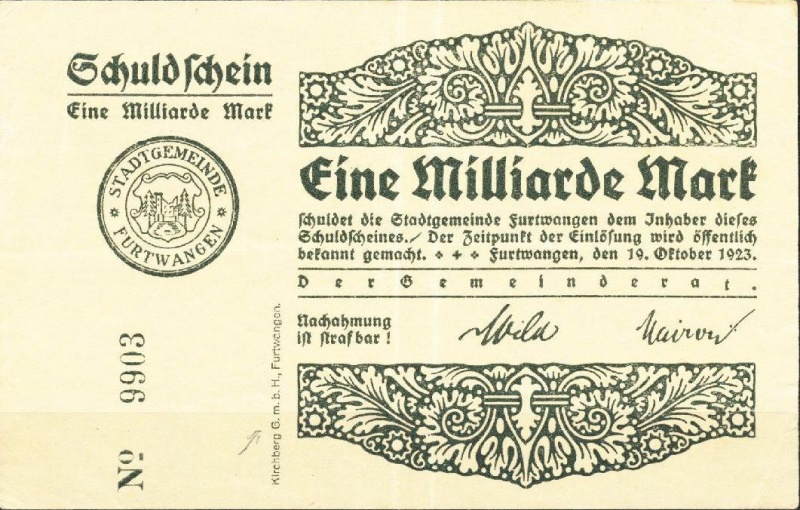 Schuldschein
Eine Milliarde Mark
STADTGEMEINDE
FURTWANGEN
Nº 9903
Kirchberg G. m. b. H., Furtwangen.
Eine Milliarde Mark
schuldet die Stadtgemeinde Furtwangen dem Inhaber dieses
Schuldscheines. / Der Zeitpunkt der Einlösung wird öffentlich
bekannt gemacht. * + * Furtwangen, den 19. Oktober 1923.
Der Gemeinderat.
Nachahmung
ist strafbar!